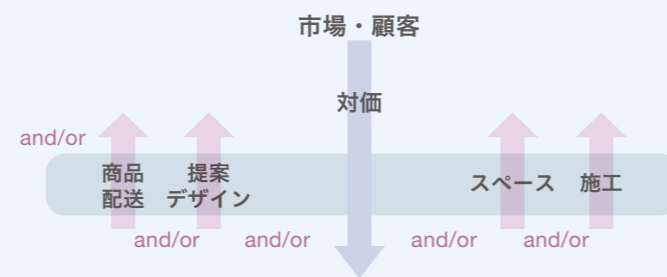 市場・顧客
対価
and/or
商品
配送
提案
デザイン
スペース
施工
and/or
and/or
and/or
and/or